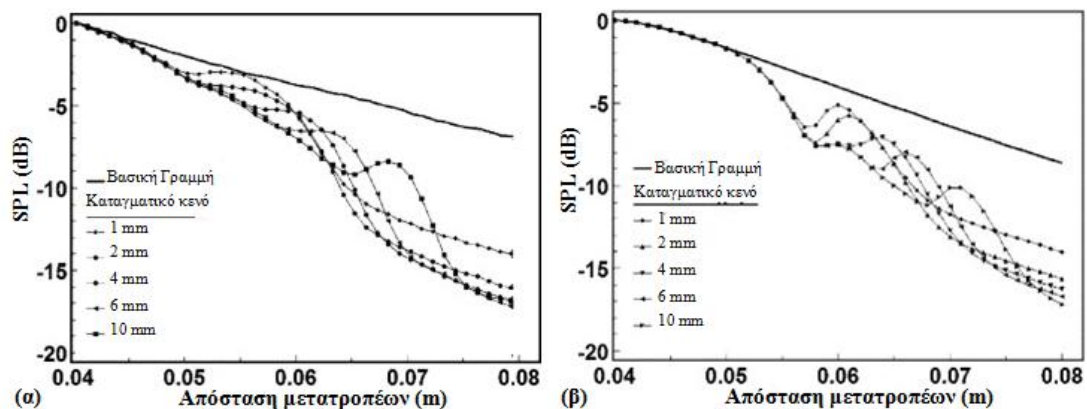 0
-5
-10
-15
-20
SPL (dB)
Βασική Γραμμή
Καταγματικό κενό
1 mm
2 mm
4 mm
6 mm
10 mm
0.04
0.05
0.06
0.07
0.08
(α)
Απόσταση μετατροπέων (m)
0
-5
-10
-15
-20
SPL (dB)
Βασική Γραμμή
Καταγματικό κενό
1 mm
2 mm
4 mm
6 mm
10 mm
0.04
0.05
0.06
0.07
0.08
(β)
Απόσταση μετατροπέων (m)